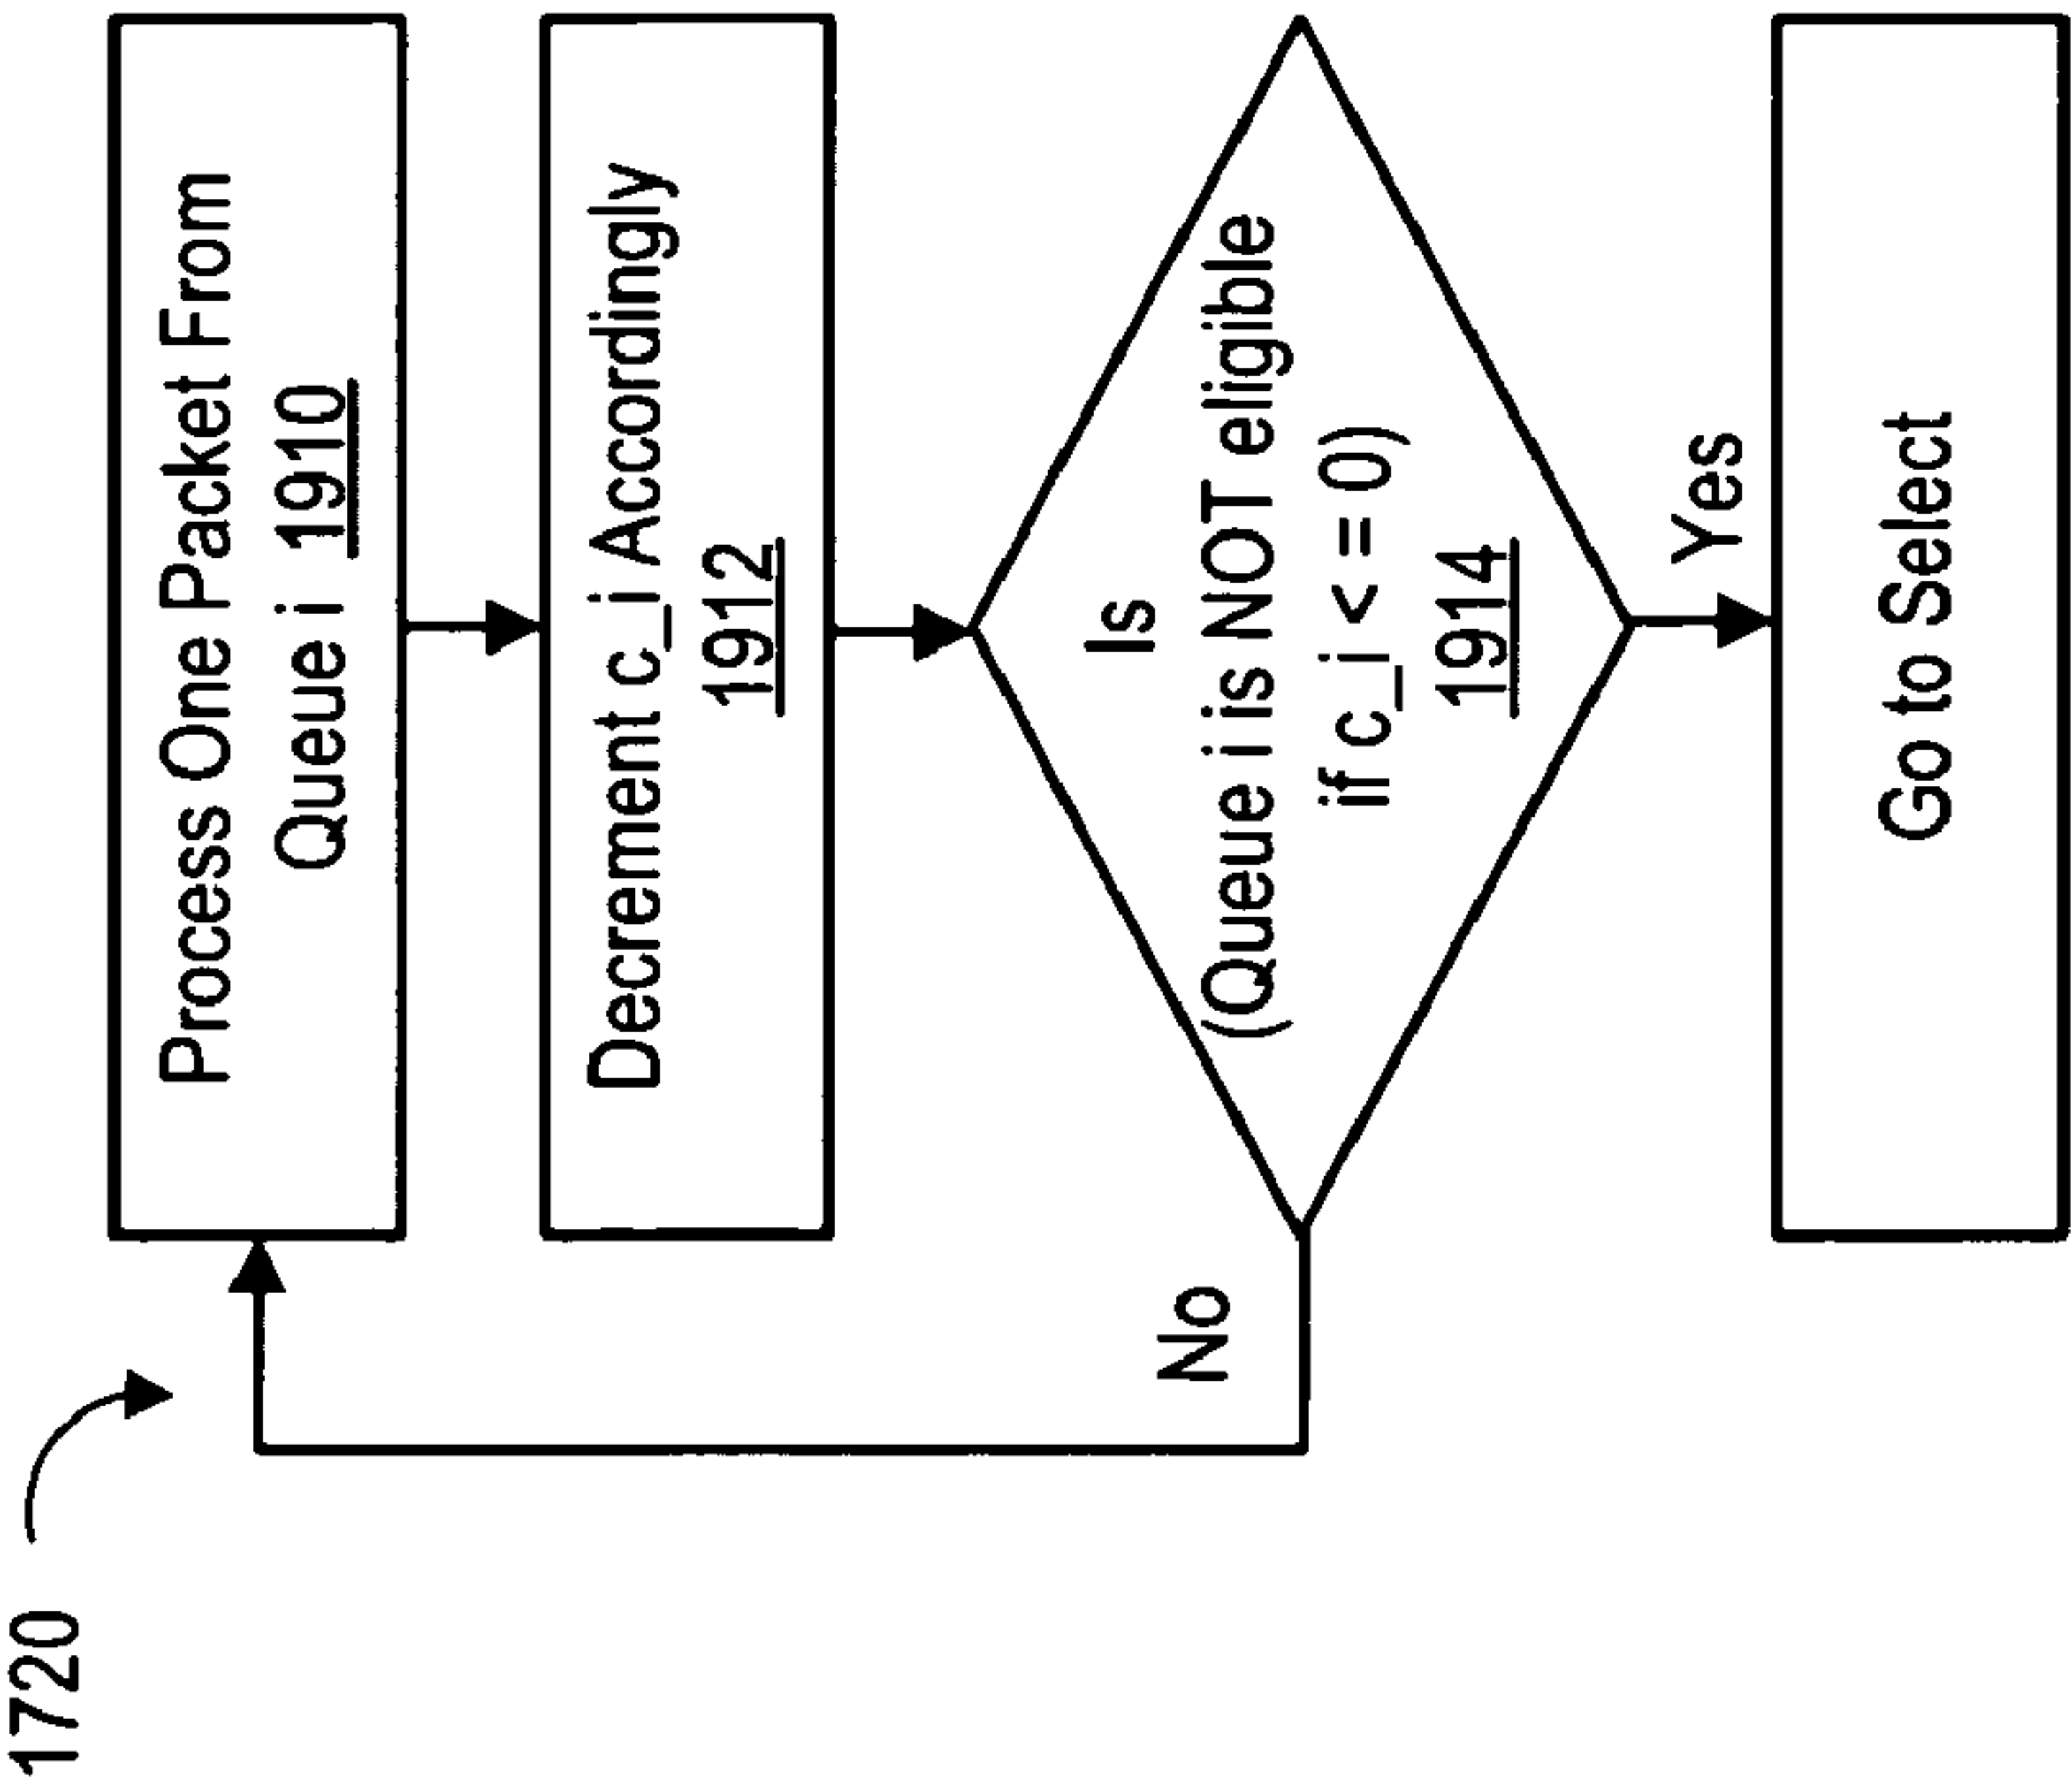 1720
Process One Packet From
Queue i 1910
Decrement c_i Accordingly
1912
Is
(Queue i is NOT eligible
if c_i < = 0)
1914
No
Yes
Go to Select